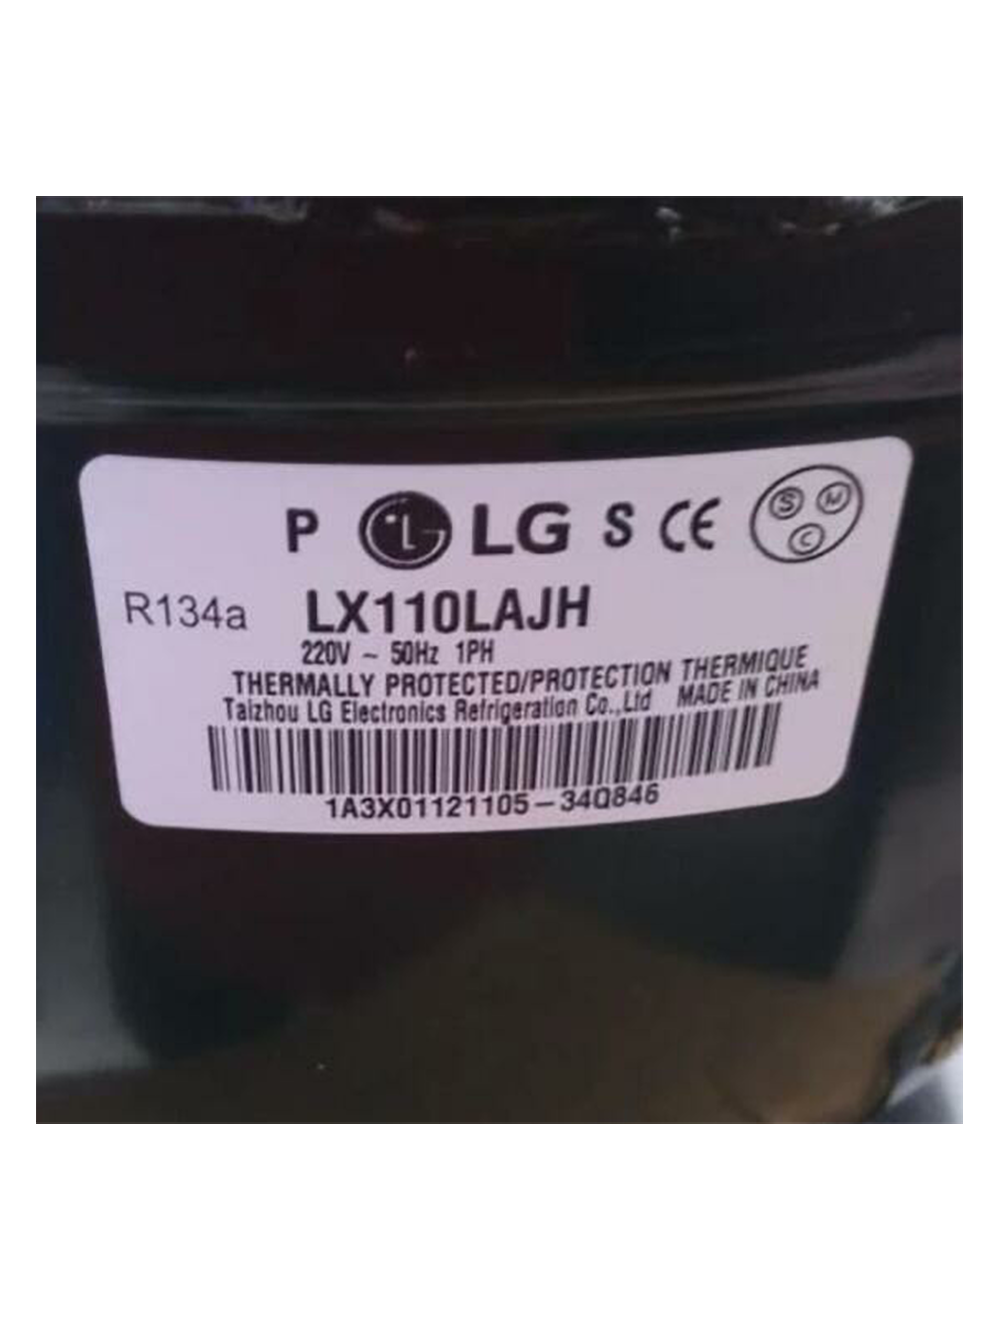 P LG S CE S M C
R134a LX110LAJH
220V ~ 50Hz 1PH
THERMALLY PROTECTED/PROTECTION THERMIQUE
Taizhou LG Electronics Refrigeration Co.,Ltd MADE IN CHINA
1A3X01121105-34Q846